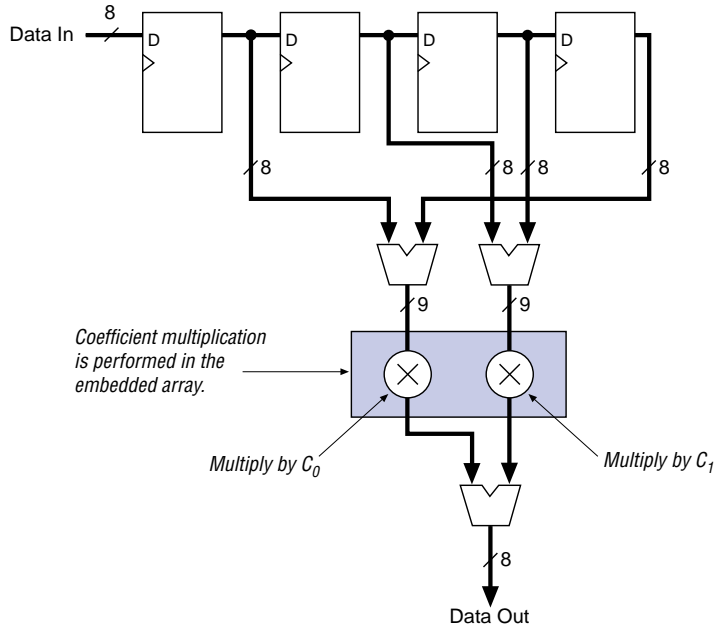 8
Data In
D
D
D
D
8
8
8
8
9
9
Coefficient multiplication
is performed in the
embedded array.
Multiply by C0
Multiply by C1
8
Data Out